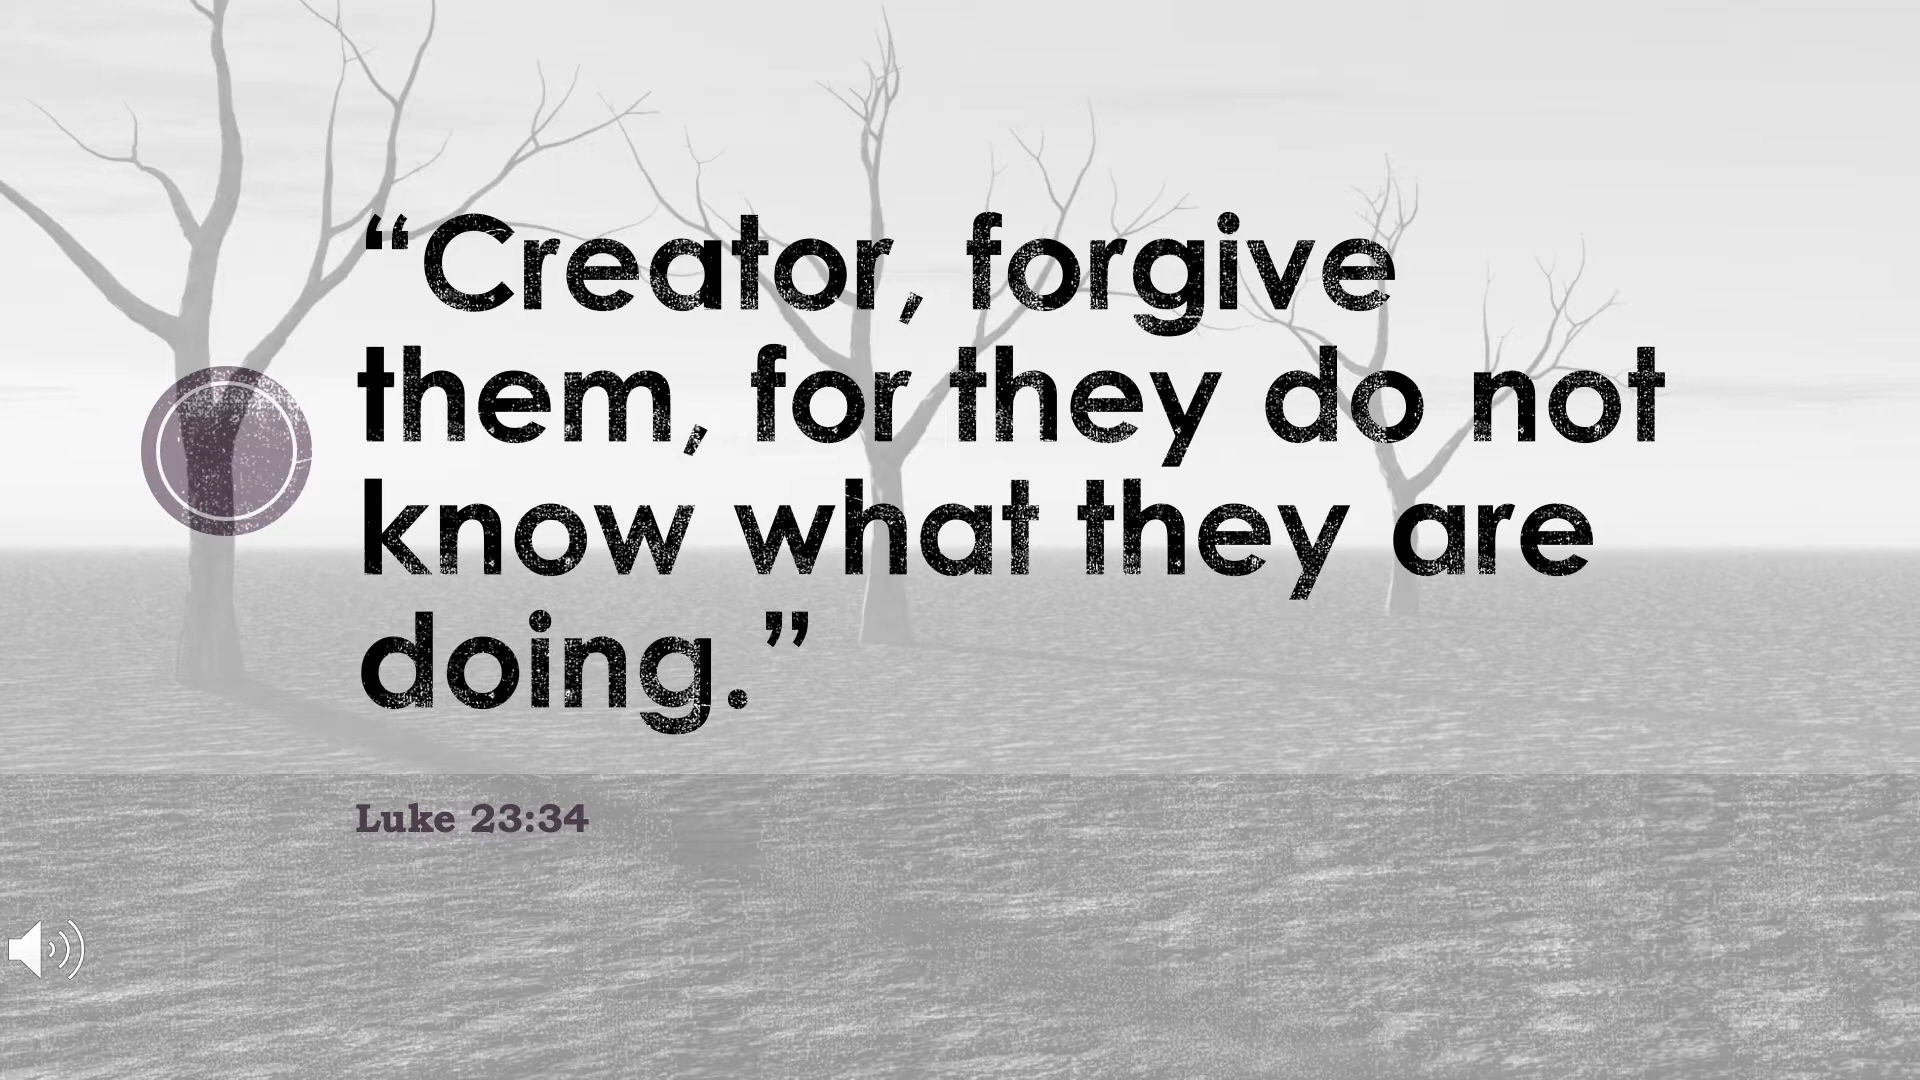 “Creator, forgive
them, for they do not
know what they are
doing.”
Luke 23:34